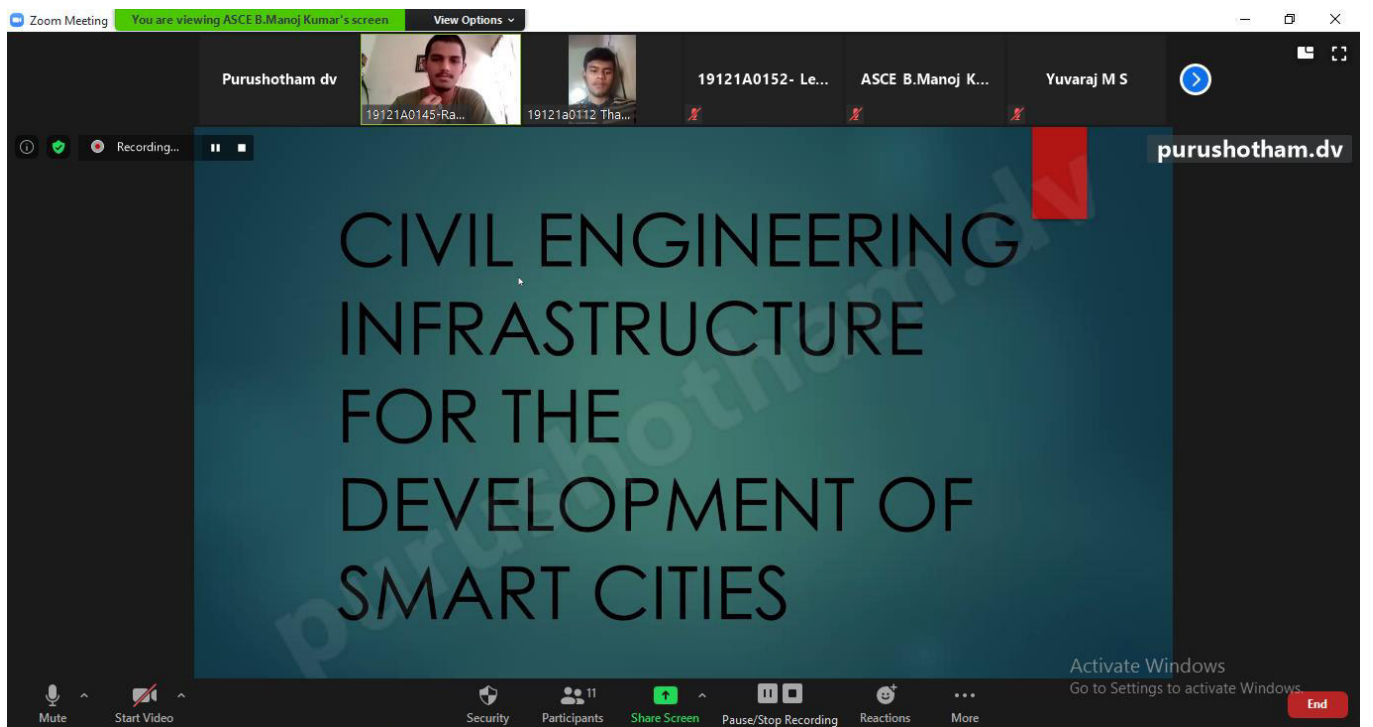 Zoom Meeting
You are viewing ASCE B.Manoj Kumar's screen
View Options
Purushotham dv
19121A0145-Ra...
19121a0112 Tha...
19121A0152- Le...
ASCE B.Manoj K...
Yuvaraj M S
Recording...
purushotham.dv
CIVIL ENGINEERING
INFRASTRUCTURE
FOR THE
DEVELOPMENT OF
SMART CITIES
purushotham.dv
Activate Windows
Go to Settings to activate Windows.
Mute
Start Video
Security
Participants
11
Share Screen
Pause/Stop Recording
Reactions
More
End